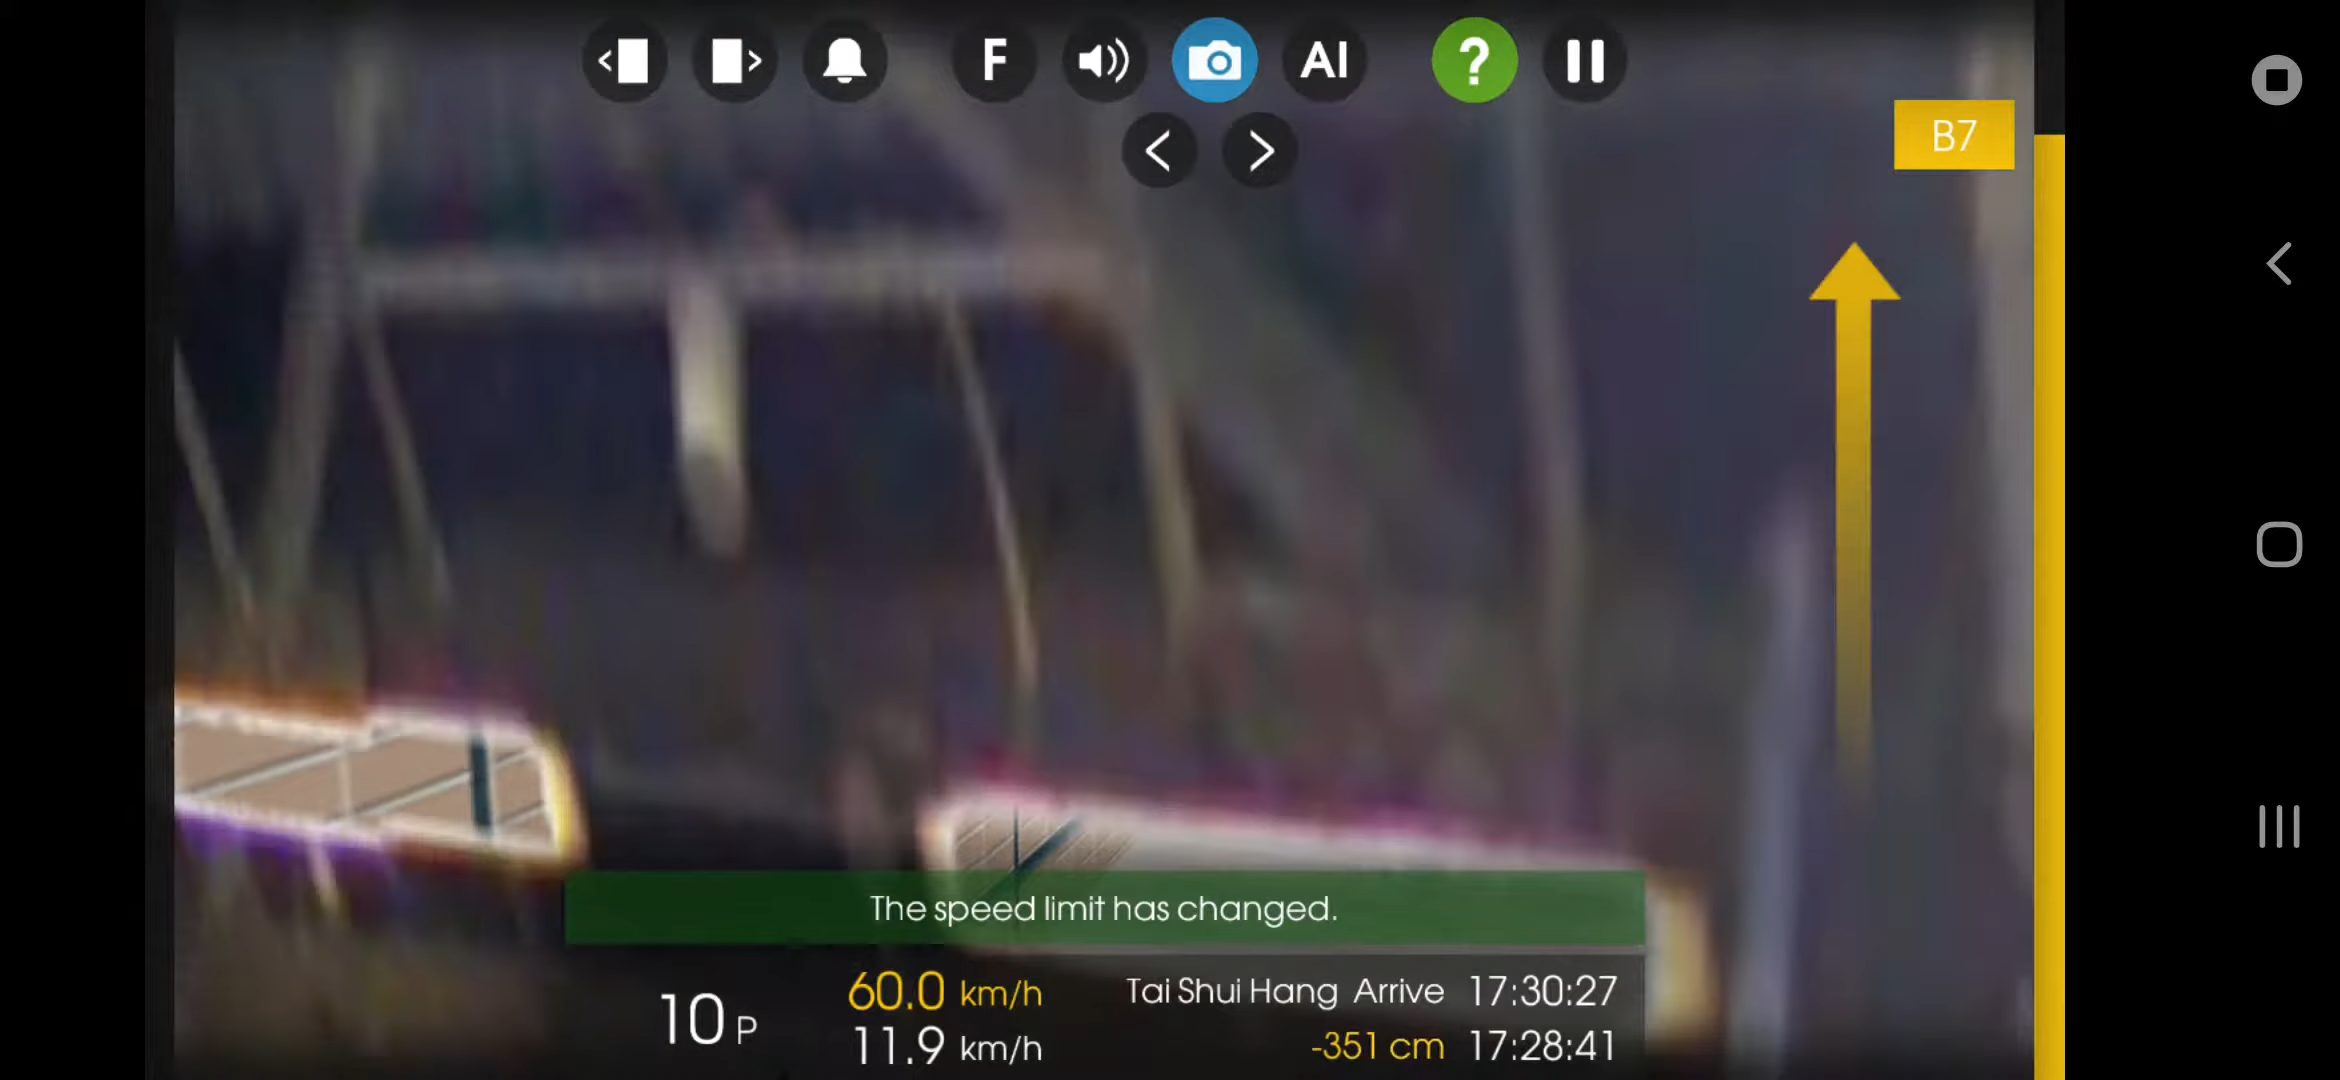 F AI ?
B7
The speed limit has changed.
10 P
60.0 km/h
11.9 km/h
Tai Shui Hang Arrive 17:30:27
-351 cm 17:28:41